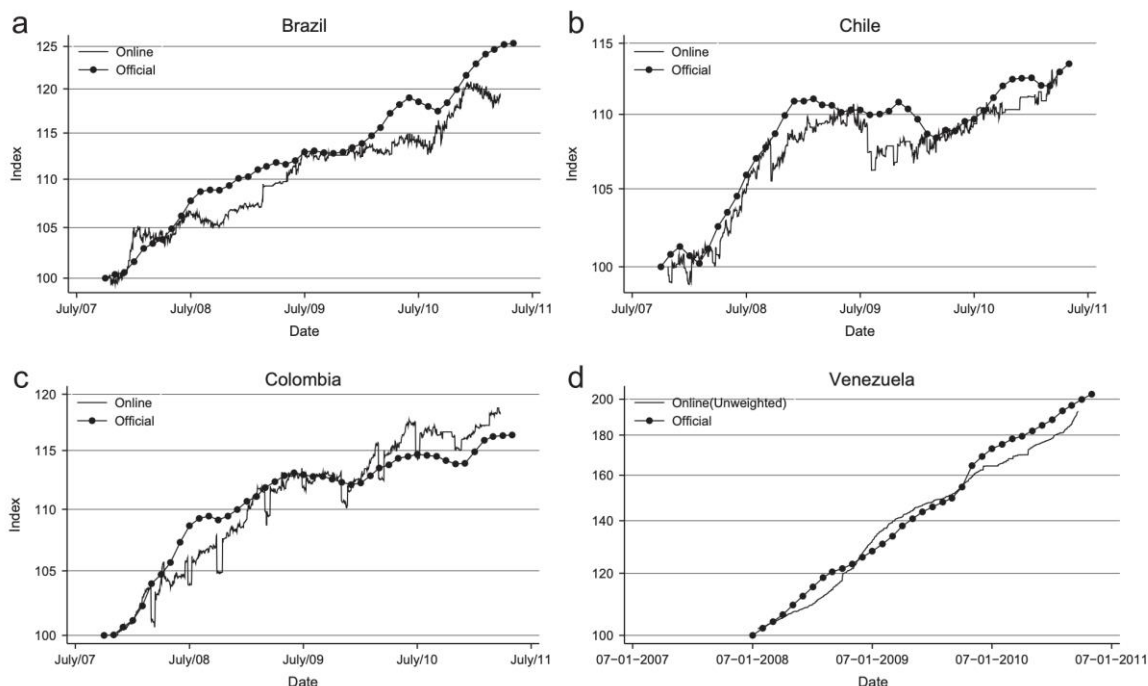 a
Brazil
125
120
115
110
105
100
Index
Online
Official
July/07
July/08
July/09
July/10
July/11
Date
b
Chile
115
110
105
100
Index
Online
Official
July/07
July/08
July/09
July/10
July/11
Date
c
Colombia
120
115
110
105
100
Index
Online
Official
July/07
July/08
July/09
July/10
July/11
Date
d
Venezuela
200
180
160
140
120
100
Index
Online(Unweighted)
Official
07-01-2007
07-01-2008
07-01-2009
07-01-2010
07-01-2011
Date